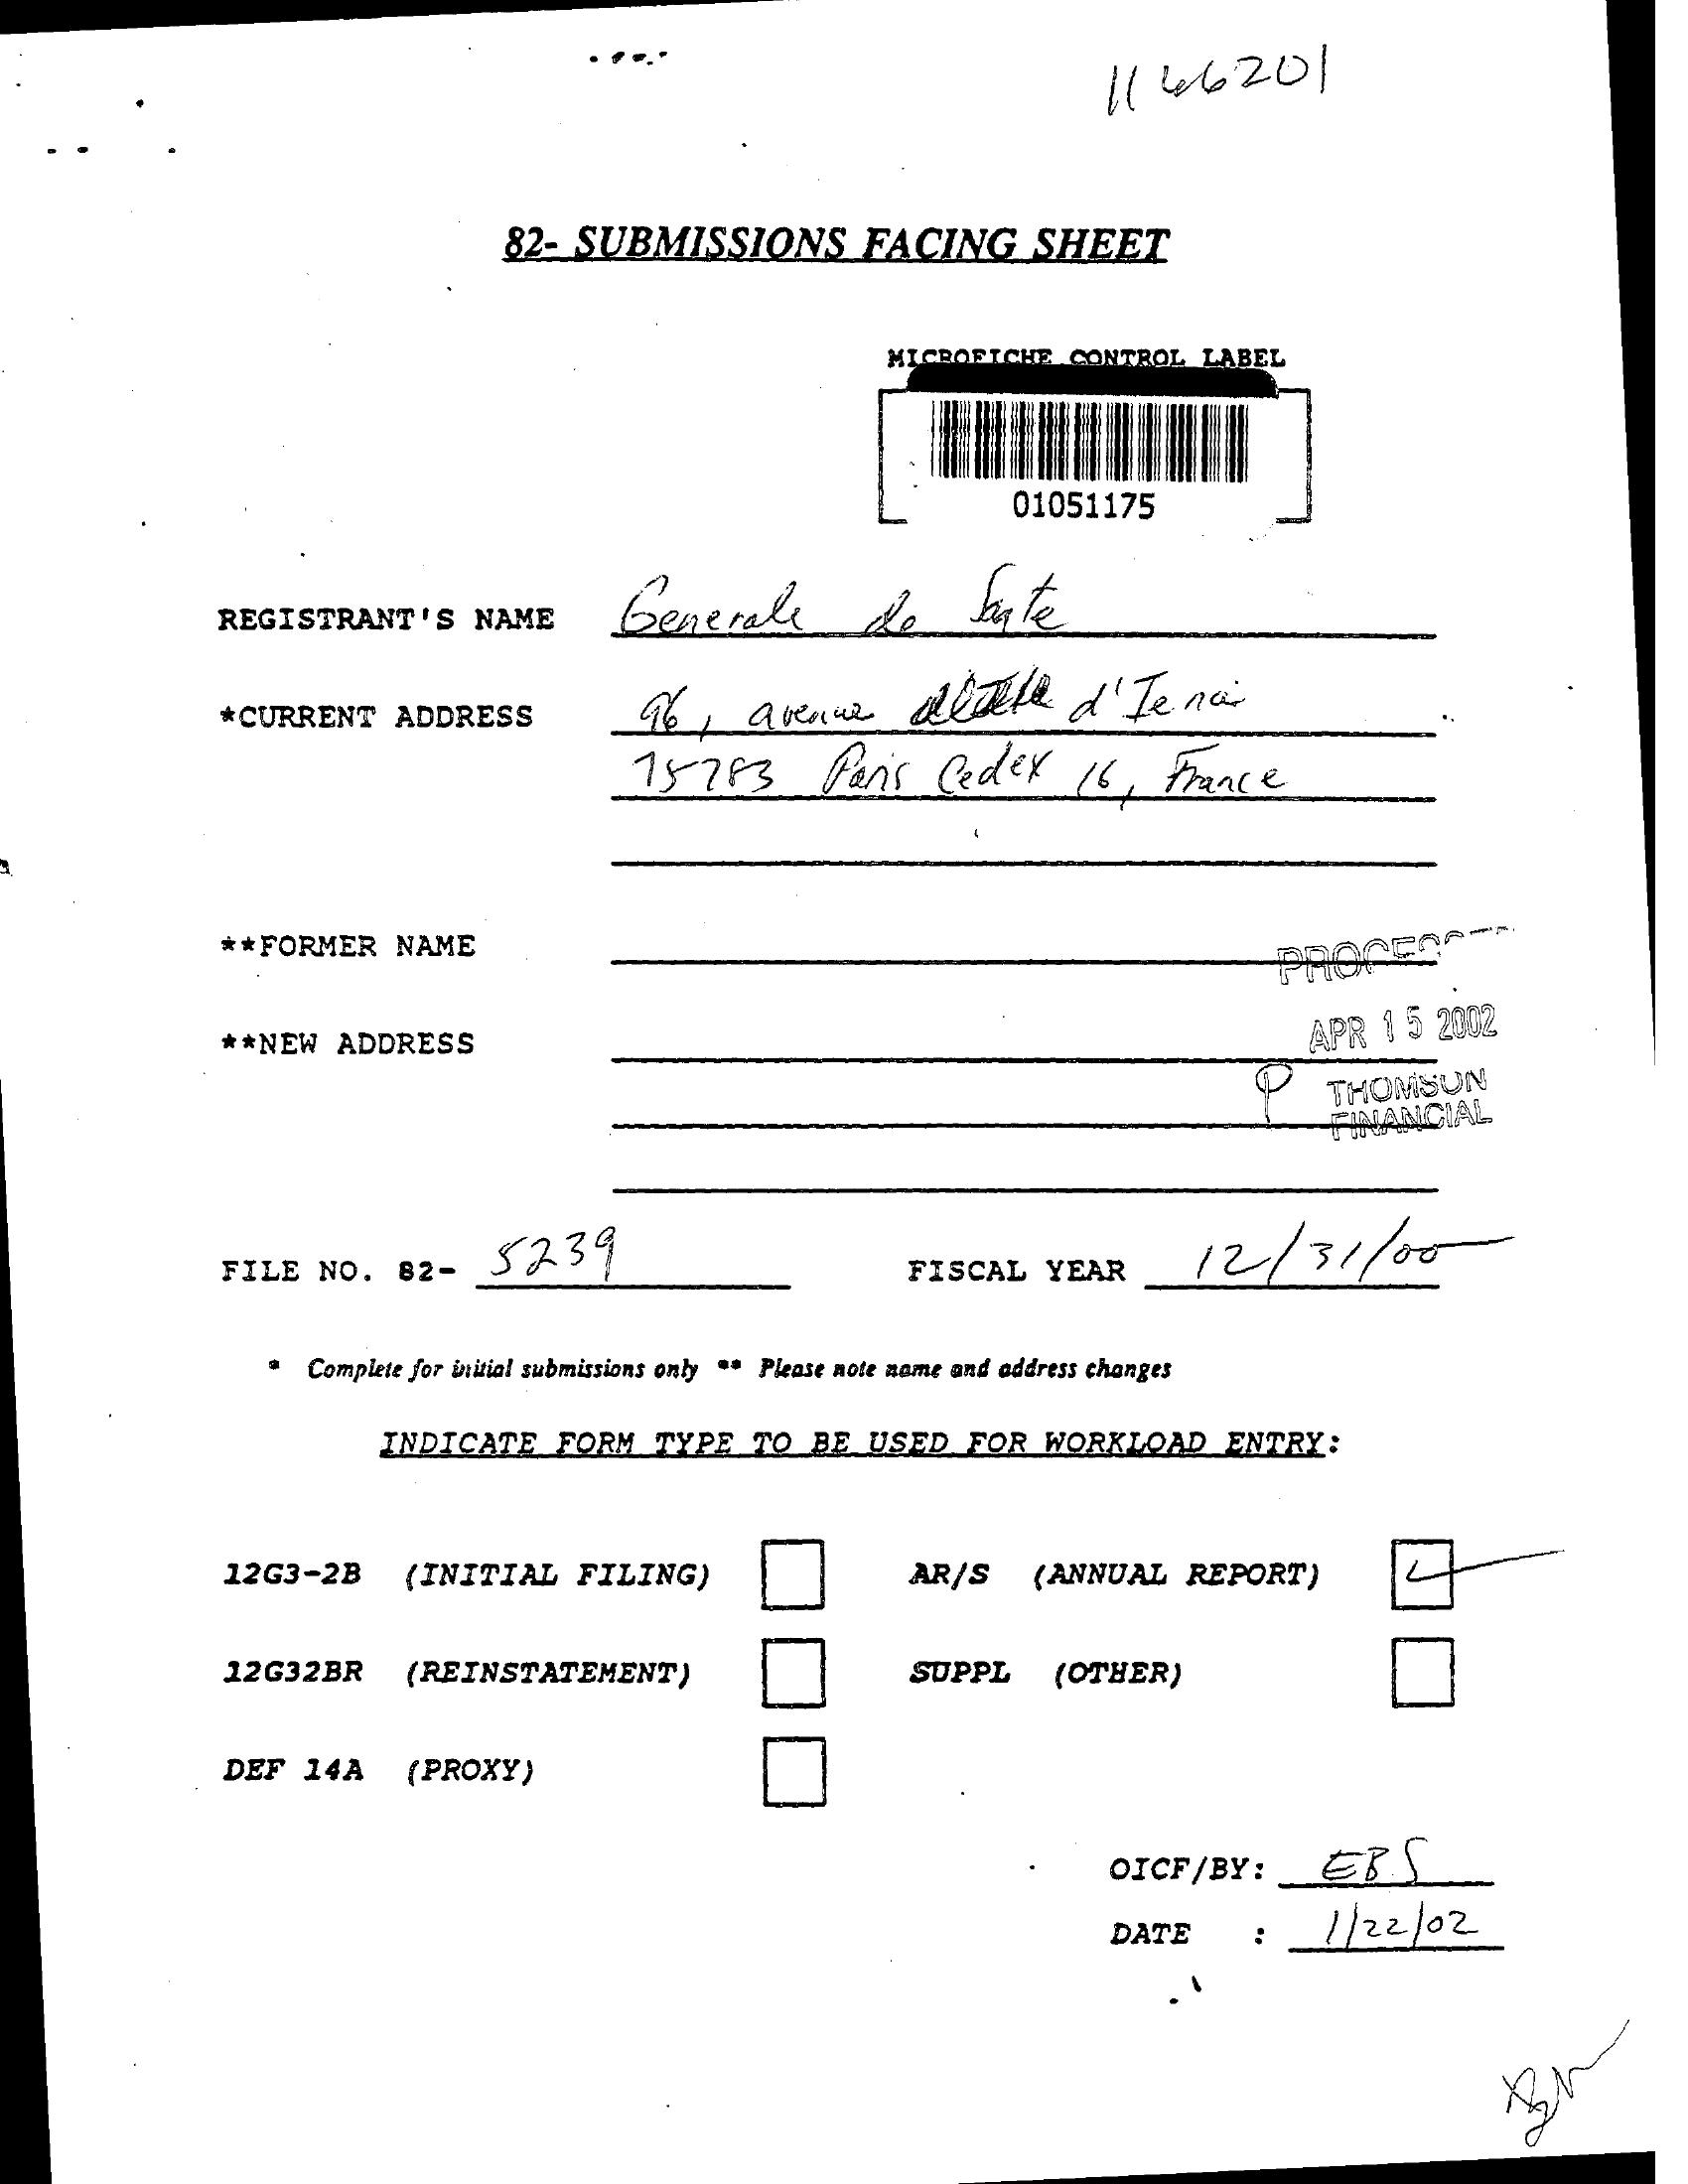 1166201
82- SUBMISSIONS FACING SHEET
MICROFICHE CONTROL LABEL
01051175
REGISTRANT'S NAME Generale de Sante
*CURRENT ADDRESS 96, avenue d'Iena
75783 Paris Cedex 16, France
**FORMER NAME
**NEW ADDRESS
APR 15 2002
P THOMSON
FINANCIAL
FILE NO. 82- 5239 FISCAL YEAR 12/31/00
* Complete for initial submissions only ** Please note name and address changes
INDICATE FORM TYPE TO BE USED FOR WORKLOAD ENTRY:
12G3-2B (INITIAL FILING) AR/S (ANNUAL REPORT)
12G32BR (REINSTATEMENT) SUPPL (OTHER)
DEF 14A (PROXY)
OICF/BY: EBS
DATE : 1/22/02